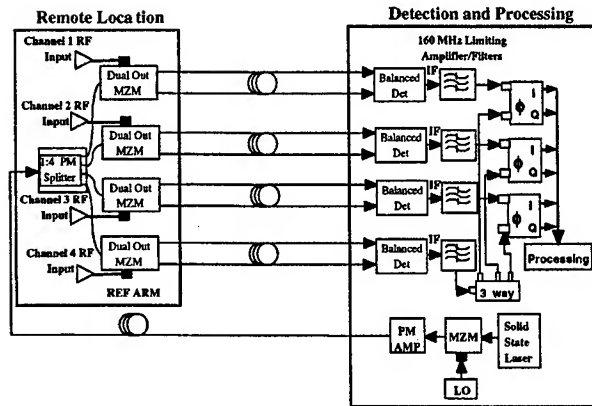 Remote Location
Detection and Processing
Channel 1 RF
Input
Dual Out
MZM
Channel 2 RF
Input
Dual Out
MZM
1:4 PM
Splitter
Dual Out
MZM
Channel 3 RF
Input
Channel 4 RF
Input
Dual Out
MZM
REF ARM
160 MHz Limiting
Amplifier/Filters
Balanced
Det
IF
Φ
I
Q
Balanced
Det
IF
Φ
I
Q
Balanced
Det
IF
Φ
I
Q
Balanced
Det
IF
3 way
Processing
PM
AMP
MZM
Solid
State
Laser
LO